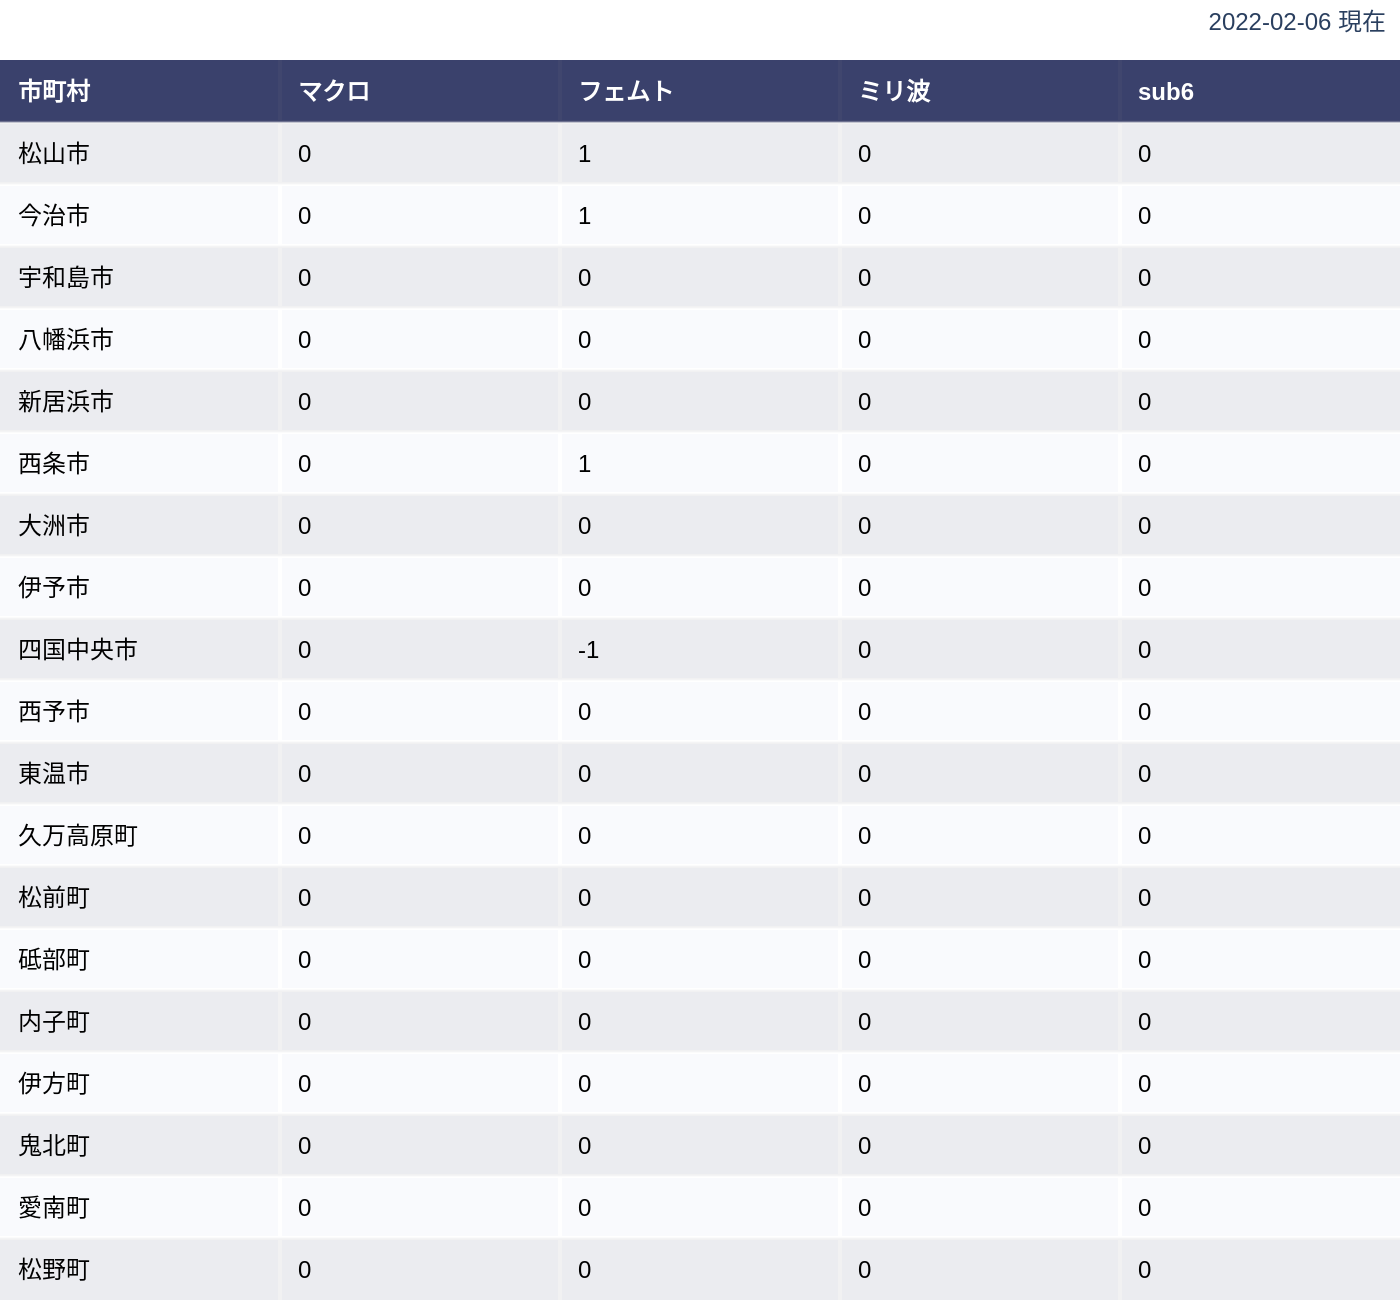 2022-02-06 現在
市町村 マクロ フェムト ミリ波 sub6
松山市 0 1 0 0
今治市 0 1 0 0
宇和島市 0 0 0 0
八幡浜市 0 0 0 0
新居浜市 0 0 0 0
西条市 0 1 0 0
大洲市 0 0 0 0
伊予市 0 0 0 0
四国中央市 0 -1 0 0
西予市 0 0 0 0
東温市 0 0 0 0
久万高原町 0 0 0 0
松前町 0 0 0 0
砥部町 0 0 0 0
内子町 0 0 0 0
伊方町 0 0 0 0
鬼北町 0 0 0 0
愛南町 0 0 0 0
松野町 0 0 0 0